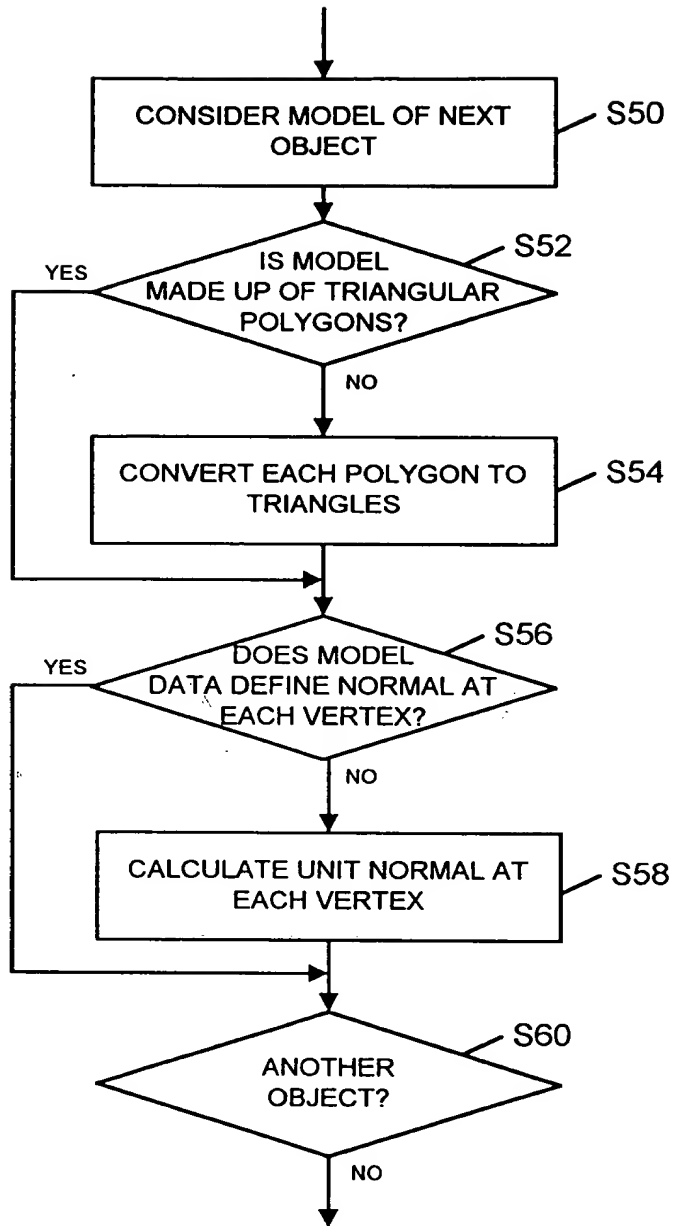 CONSIDER MODEL OF NEXT
OBJECT
S50
S52
YES
IS MODEL
MADE UP OF TRIANGULAR
POLYGONS?
NO
CONVERT EACH POLYGON TO
TRIANGLES
S54
S56
YES
DOES MODEL
DATA DEFINE NORMAL AT
EACH VERTEX?
NO
CALCULATE UNIT NORMAL AT
EACH VERTEX
S58
S60
ANOTHER
OBJECT?
NO